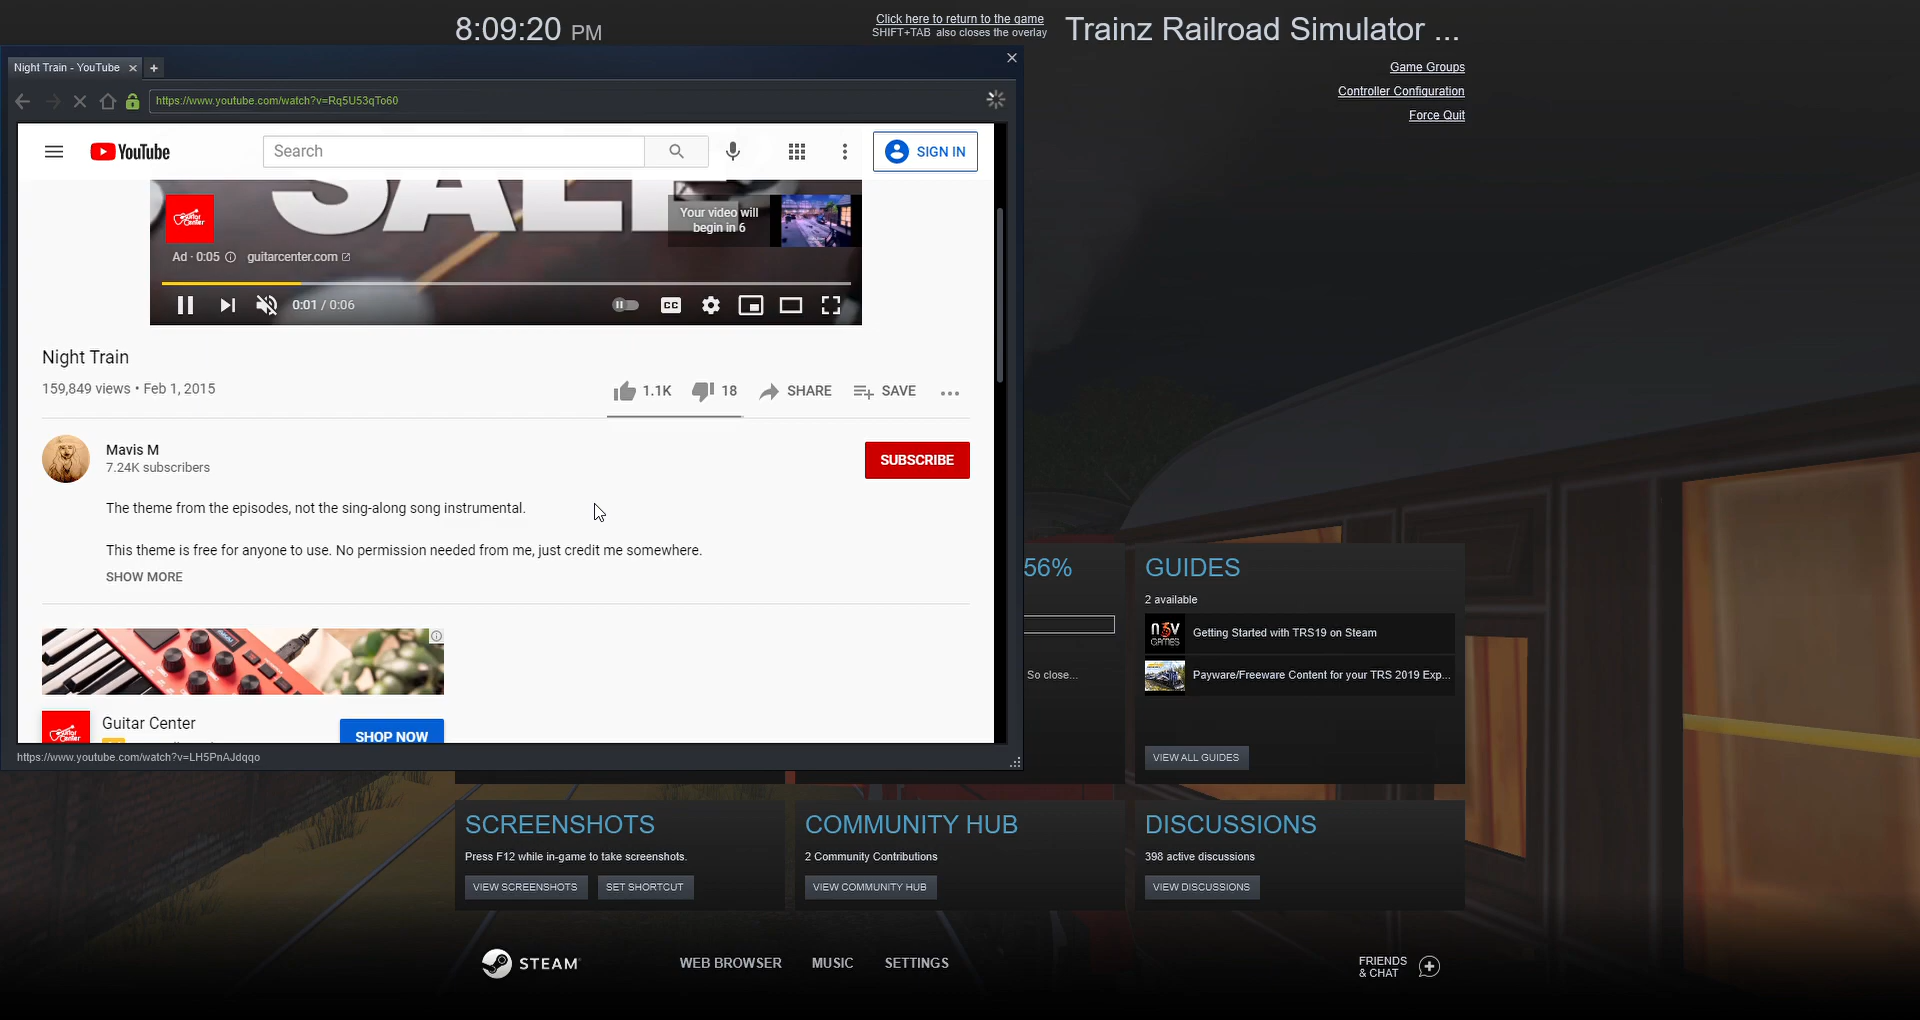 8:09:20 PM
Click here to return to the game
SHIFT+TAB also closes the overlay
Trainz Railroad Simulator ...
Game Groups
Controller Configuration
Force Quit
Night Train - YouTube
https://www.youtube.com/watch?v=Rq5U53qTo60
YouTube
Search
SIGN IN
SALE
Guitar Center
Your video will
begin in 6
Ad · 0:05
guitarcenter.com
0:01 / 0:06
CC
Night Train
159,849 views • Feb 1, 2015
1.1K
18
SHARE
SAVE
Mavis M
7.24K subscribers
SUBSCRIBE
The theme from the episodes, not the sing-along song instrumental.
This theme is free for anyone to use. No permission needed from me, just credit me somewhere.
SHOW MORE
Guitar Center
SHOP NOW
https://www.youtube.com/watch?v=LH5PnAJdqqo
56%
So close...
GUIDES
2 available
N3V GAMES
Getting Started with TRS19 on Steam
Payware/Freeware Content for your TRS 2019 Exp...
VIEW ALL GUIDES
SCREENSHOTS
Press F12 while in-game to take screenshots.
VIEW SCREENSHOTS
SET SHORTCUT
COMMUNITY HUB
2 Community Contributions
VIEW COMMUNITY HUB
DISCUSSIONS
398 active discussions
VIEW DISCUSSIONS
STEAM
WEB BROWSER
MUSIC
SETTINGS
FRIENDS
& CHAT